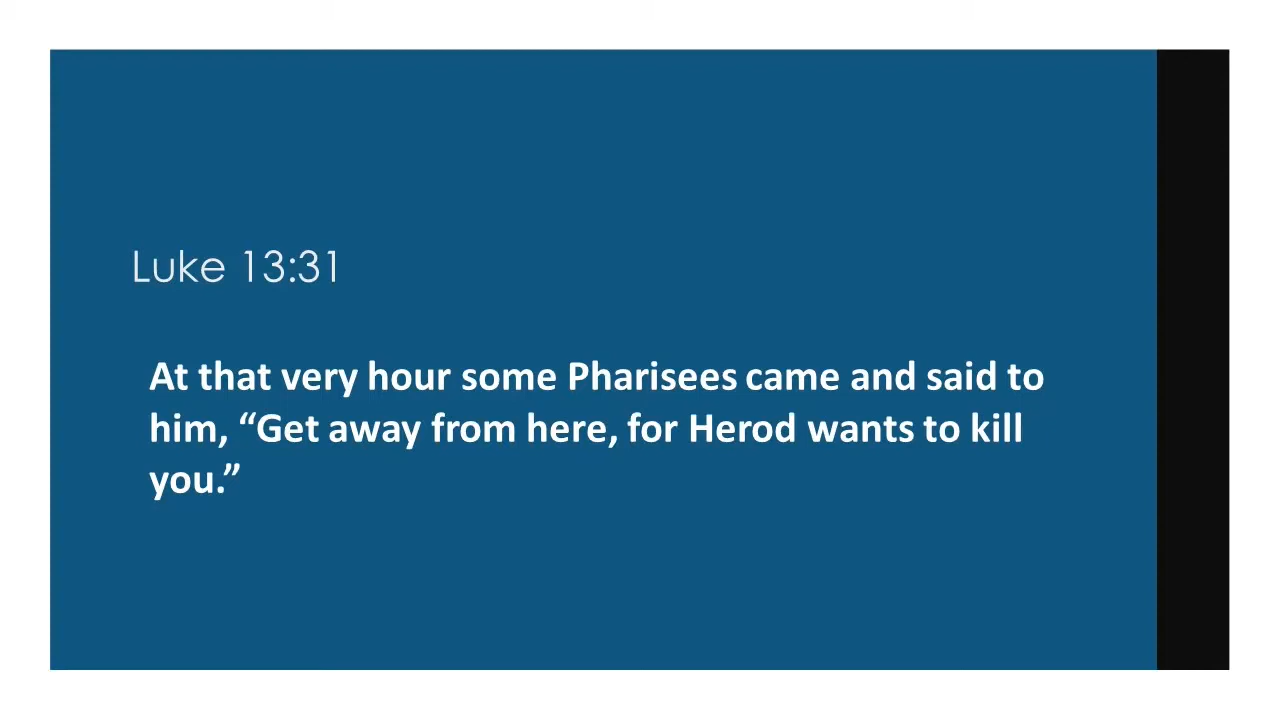 Luke 13:31
At that very hour some Pharisees came and said to
him, “Get away from here, for Herod wants to kill
you.”